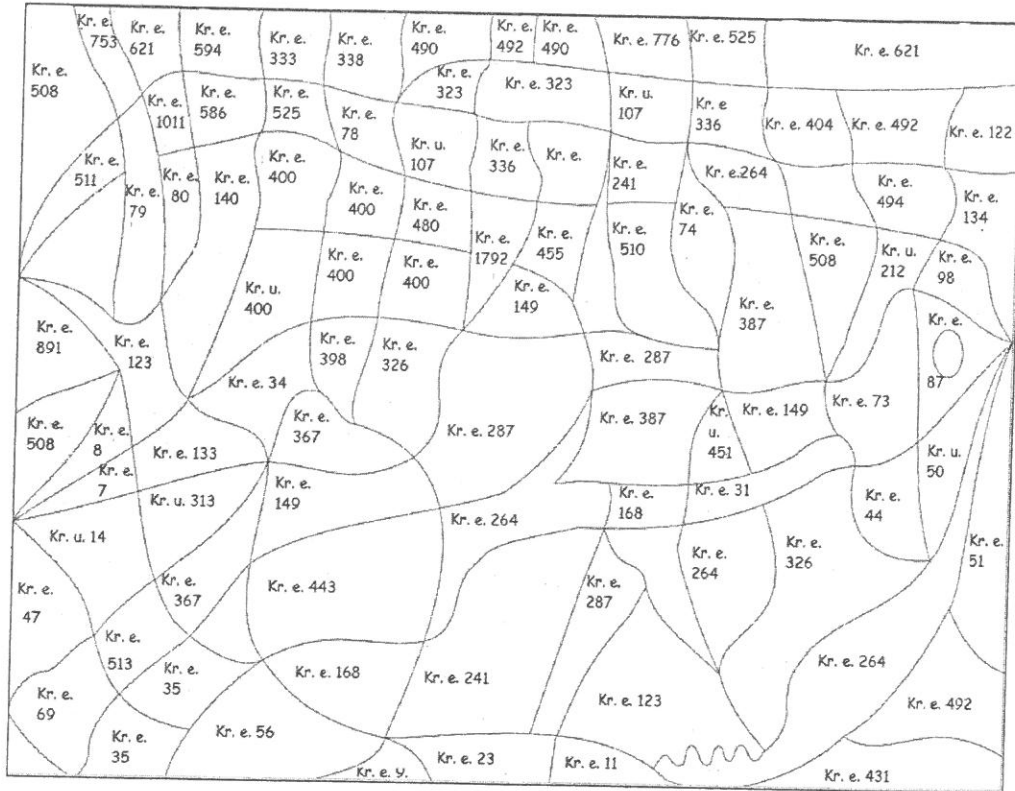 Kr. e.
753
Kr. e.
621
Kr. e.
594
Kr. e.
333
Kr. e.
338
Kr. e.
490
Kr. e.
492
Kr. e.
490
Kr. e. 776
Kr. e. 525
Kr. e. 621
Kr. e.
508
Kr. e.
1011
Kr. e.
586
Kr. e.
525
Kr. e.
78
Kr. e.
323
Kr. e. 323
Kr. u.
107
Kr. e
336
Kr. e. 404
Kr. e. 492
Kr. e. 122
Kr. e.
511
Kr. e.
79
Kr. e.
80
Kr. e.
140
Kr. e.
400
Kr. e.
400
Kr. u.
107
Kr. e.
480
Kr. e.
336
Kr. e.
Kr. e.
241
Kr. e.264
Kr. e.
494
Kr. e.
134
Kr. e.
1792
Kr. e.
455
Kr. e.
510
Kr. e.
74
Kr. e.
508
Kr. u.
212
Kr. e.
98
Kr. u.
400
Kr. e.
400
Kr. e.
400
Kr. e.
149
Kr. e.
387
Kr. e.
87
Kr. e.
891
Kr. e.
123
Kr. e. 34
Kr. e.
398
Kr. e.
326
Kr. e. 287
Kr. e.
508
Kr. e.
8
Kr. e.
7
Kr. e. 133
Kr. e.
367
Kr. e. 287
Kr. e. 387
Kr.
u.
451
Kr. e. 149
Kr. e. 73
Kr. u.
50
Kr. u. 313
Kr. e.
149
Kr. e. 264
Kr. e.
168
Kr. e. 31
Kr. e.
44
Kr. u. 14
Kr. e.
47
Kr. e.
367
Kr. e. 443
Kr. e.
287
Kr. e.
264
Kr. e.
326
Kr. e.
51
Kr. e.
513
Kr. e.
35
Kr. e. 168
Kr. e. 241
Kr. e. 123
Kr. e. 264
Kr. e. 492
Kr. e.
69
Kr. e.
35
Kr. e. 56
Kr. e. 9.
Kr. e. 23
Kr. e. 11
Kr. e. 431